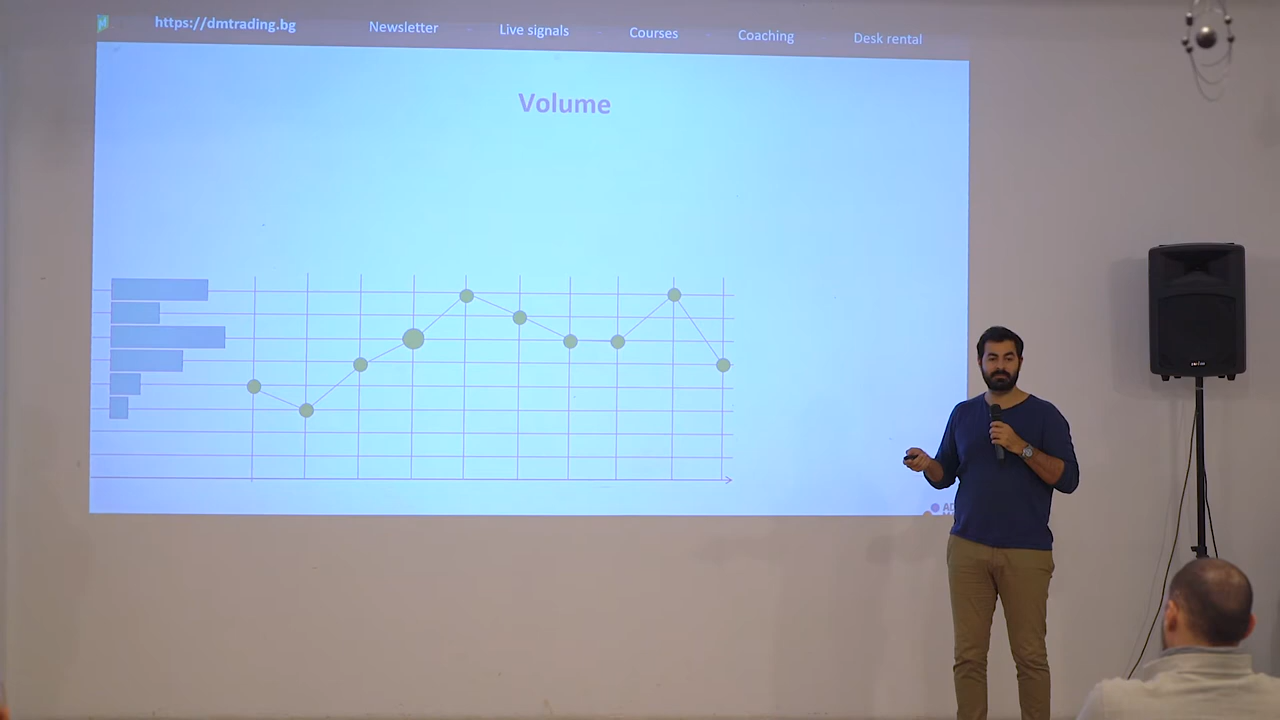 https://dmtrading.bg Newsletter - Live signals - Courses - Coaching Desk rental
Volume